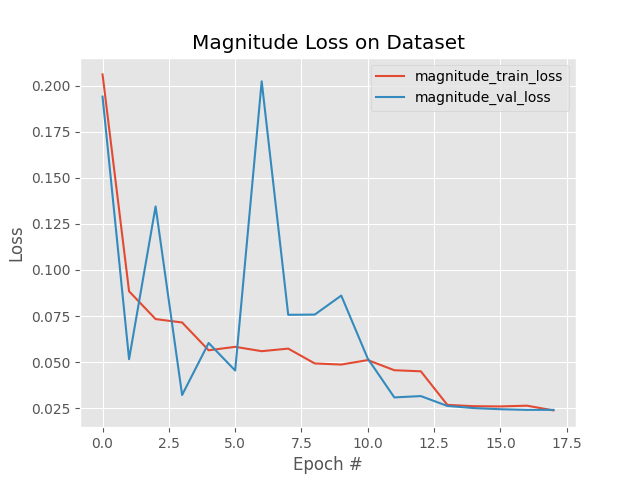 Magnitude Loss on Dataset
magnitude_train_loss
magnitude_val_loss
0.200
0.175
0.150
0.125
0.100
0.075
0.050
0.025
Loss
0.0 2.5 5.0 7.5 10.0 12.5 15.0 17.5
Epoch #